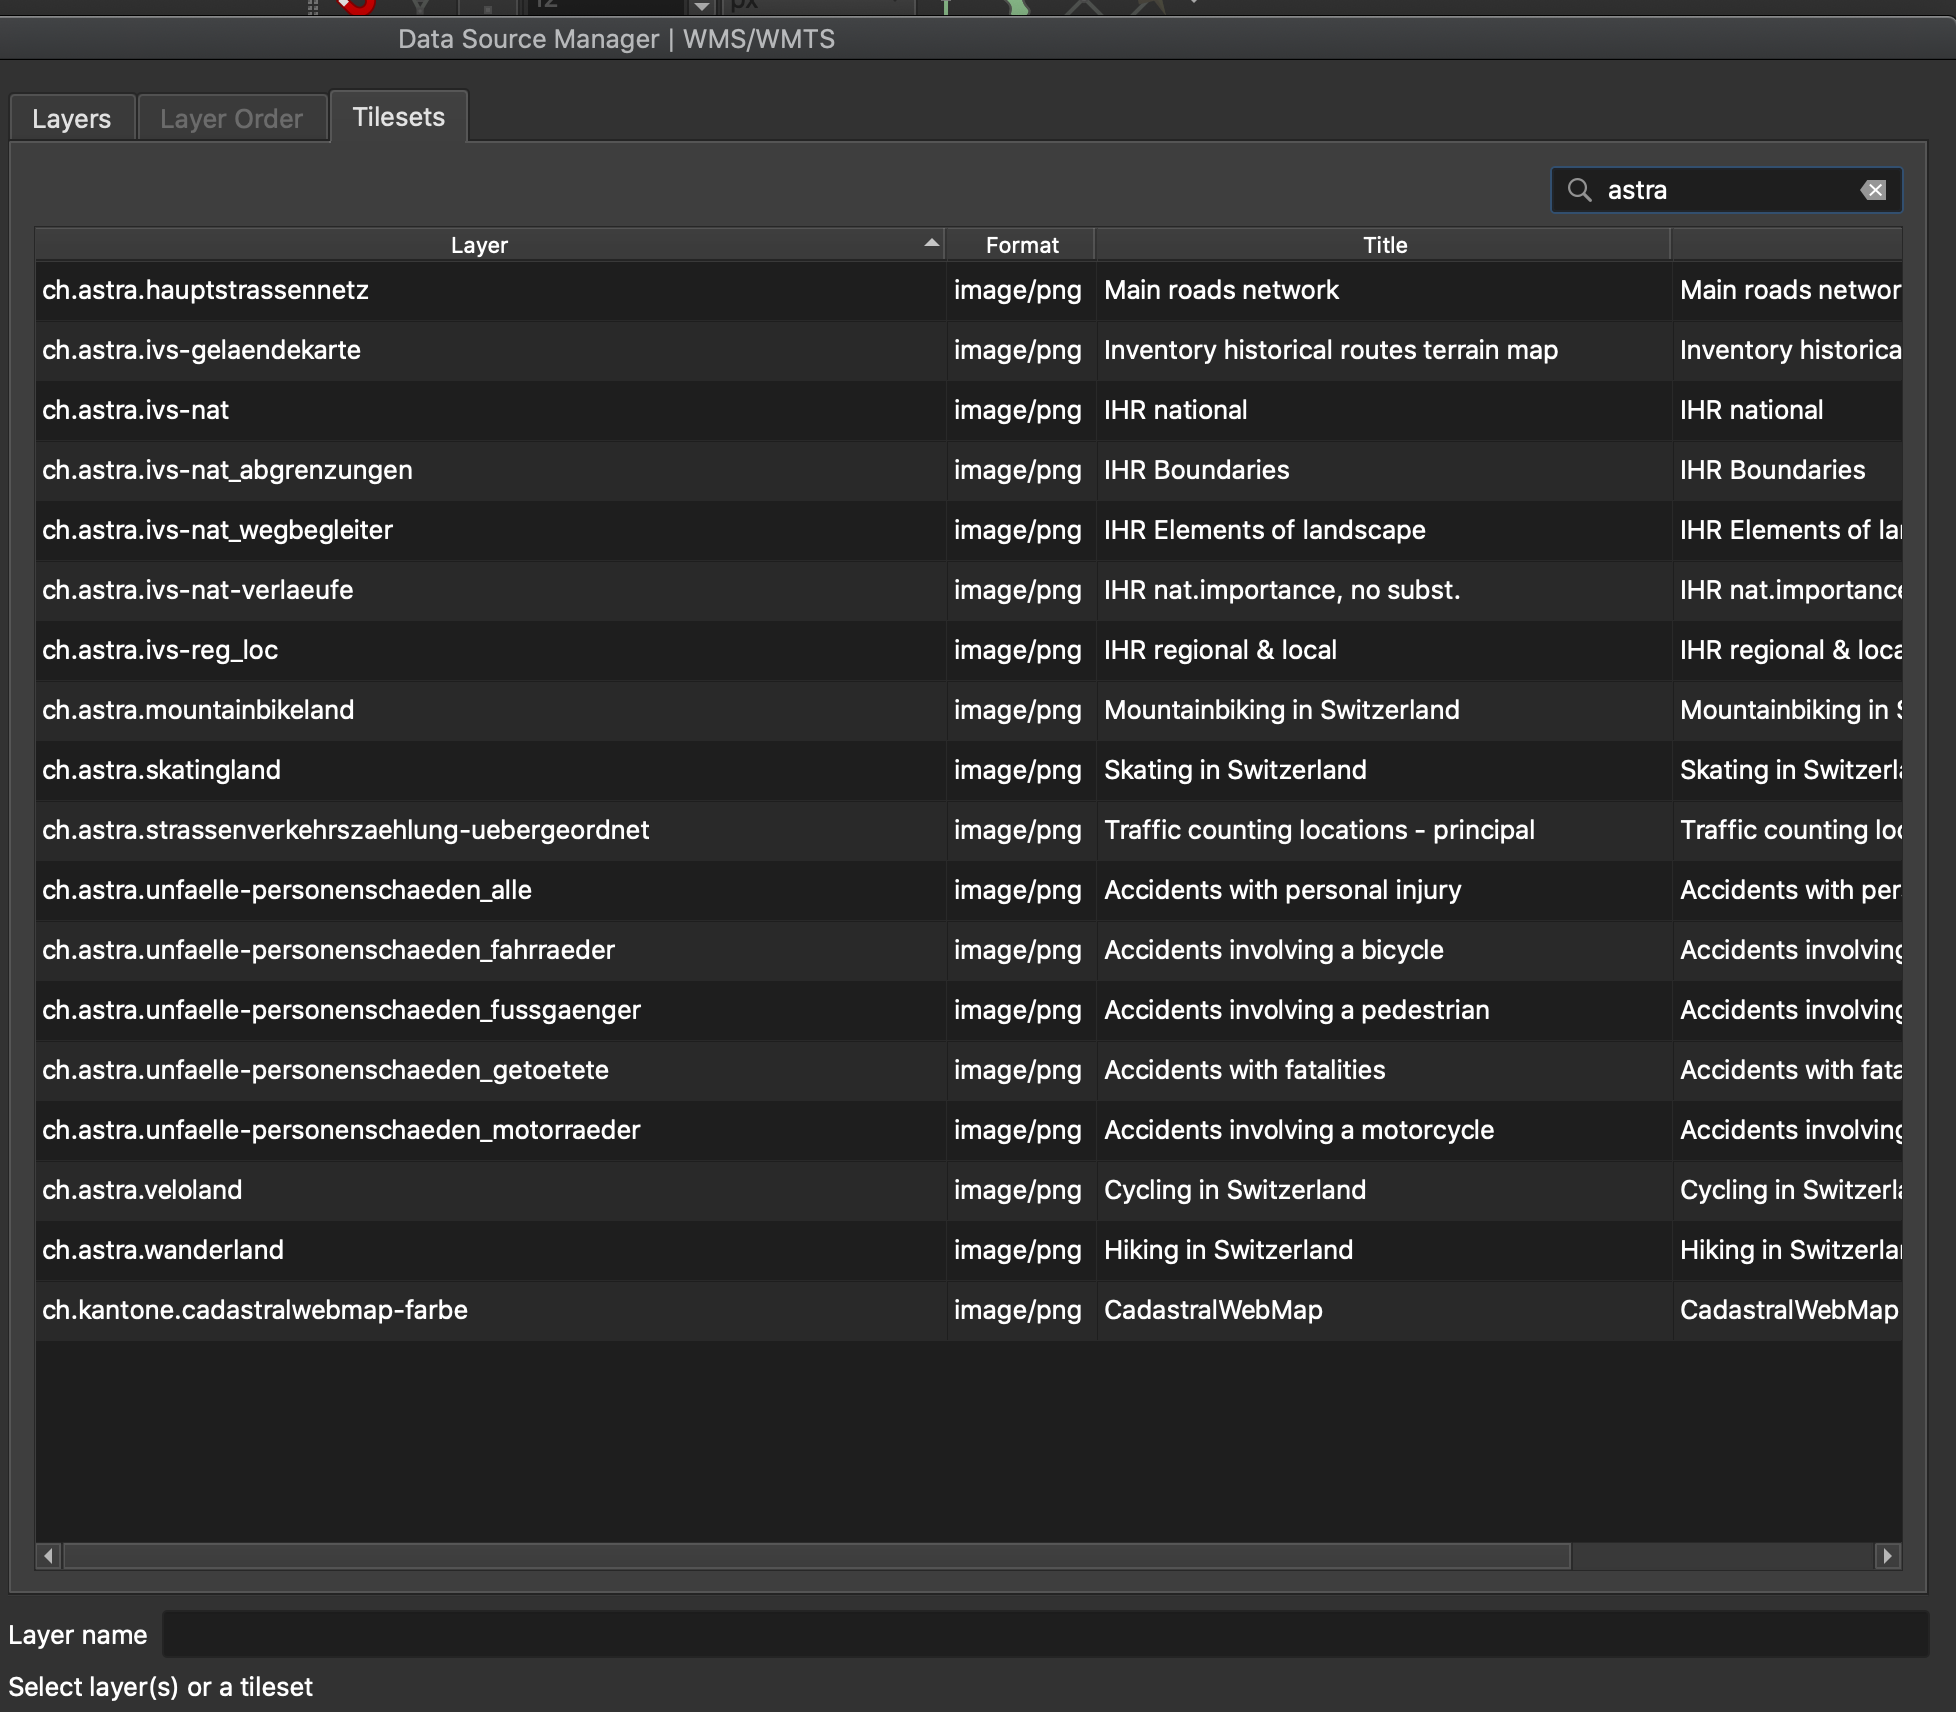 Data Source Manager | WMS/WMTS
Layers Layer Order Tilesets
astra
Layer Format Title
ch.astra.hauptstrassennetz image/png Main roads network Main roads networ
ch.astra.ivs-gelaendekarte image/png Inventory historical routes terrain map Inventory historica
ch.astra.ivs-nat image/png IHR national IHR national
ch.astra.ivs-nat_abgrenzungen image/png IHR Boundaries IHR Boundaries
ch.astra.ivs-nat_wegbegleiter image/png IHR Elements of landscape IHR Elements of la
ch.astra.ivs-nat-verlaeufe image/png IHR nat.importance, no subst. IHR nat.importance
ch.astra.ivs-reg_loc image/png IHR regional & local IHR regional & loca
ch.astra.mountainbikeland image/png Mountainbiking in Switzerland Mountainbiking in S
ch.astra.skatingland image/png Skating in Switzerland Skating in Switzerla
ch.astra.strassenverkehrszaehlung-uebergeordnet image/png Traffic counting locations - principal Traffic counting loc
ch.astra.unfaelle-personenschaeden_alle image/png Accidents with personal injury Accidents with per
ch.astra.unfaelle-personenschaeden_fahrraeder image/png Accidents involving a bicycle Accidents involving
ch.astra.unfaelle-personenschaeden_fussgaenger image/png Accidents involving a pedestrian Accidents involving
ch.astra.unfaelle-personenschaeden_getoetete image/png Accidents with fatalities Accidents with fata
ch.astra.unfaelle-personenschaeden_motorraeder image/png Accidents involving a motorcycle Accidents involving
ch.astra.veloland image/png Cycling in Switzerland Cycling in Switzerla
ch.astra.wanderland image/png Hiking in Switzerland Hiking in Switzerla
ch.kantone.cadastralwebmap-farbe image/png CadastralWebMap CadastralWebMap
Layer name
Select layer(s) or a tileset